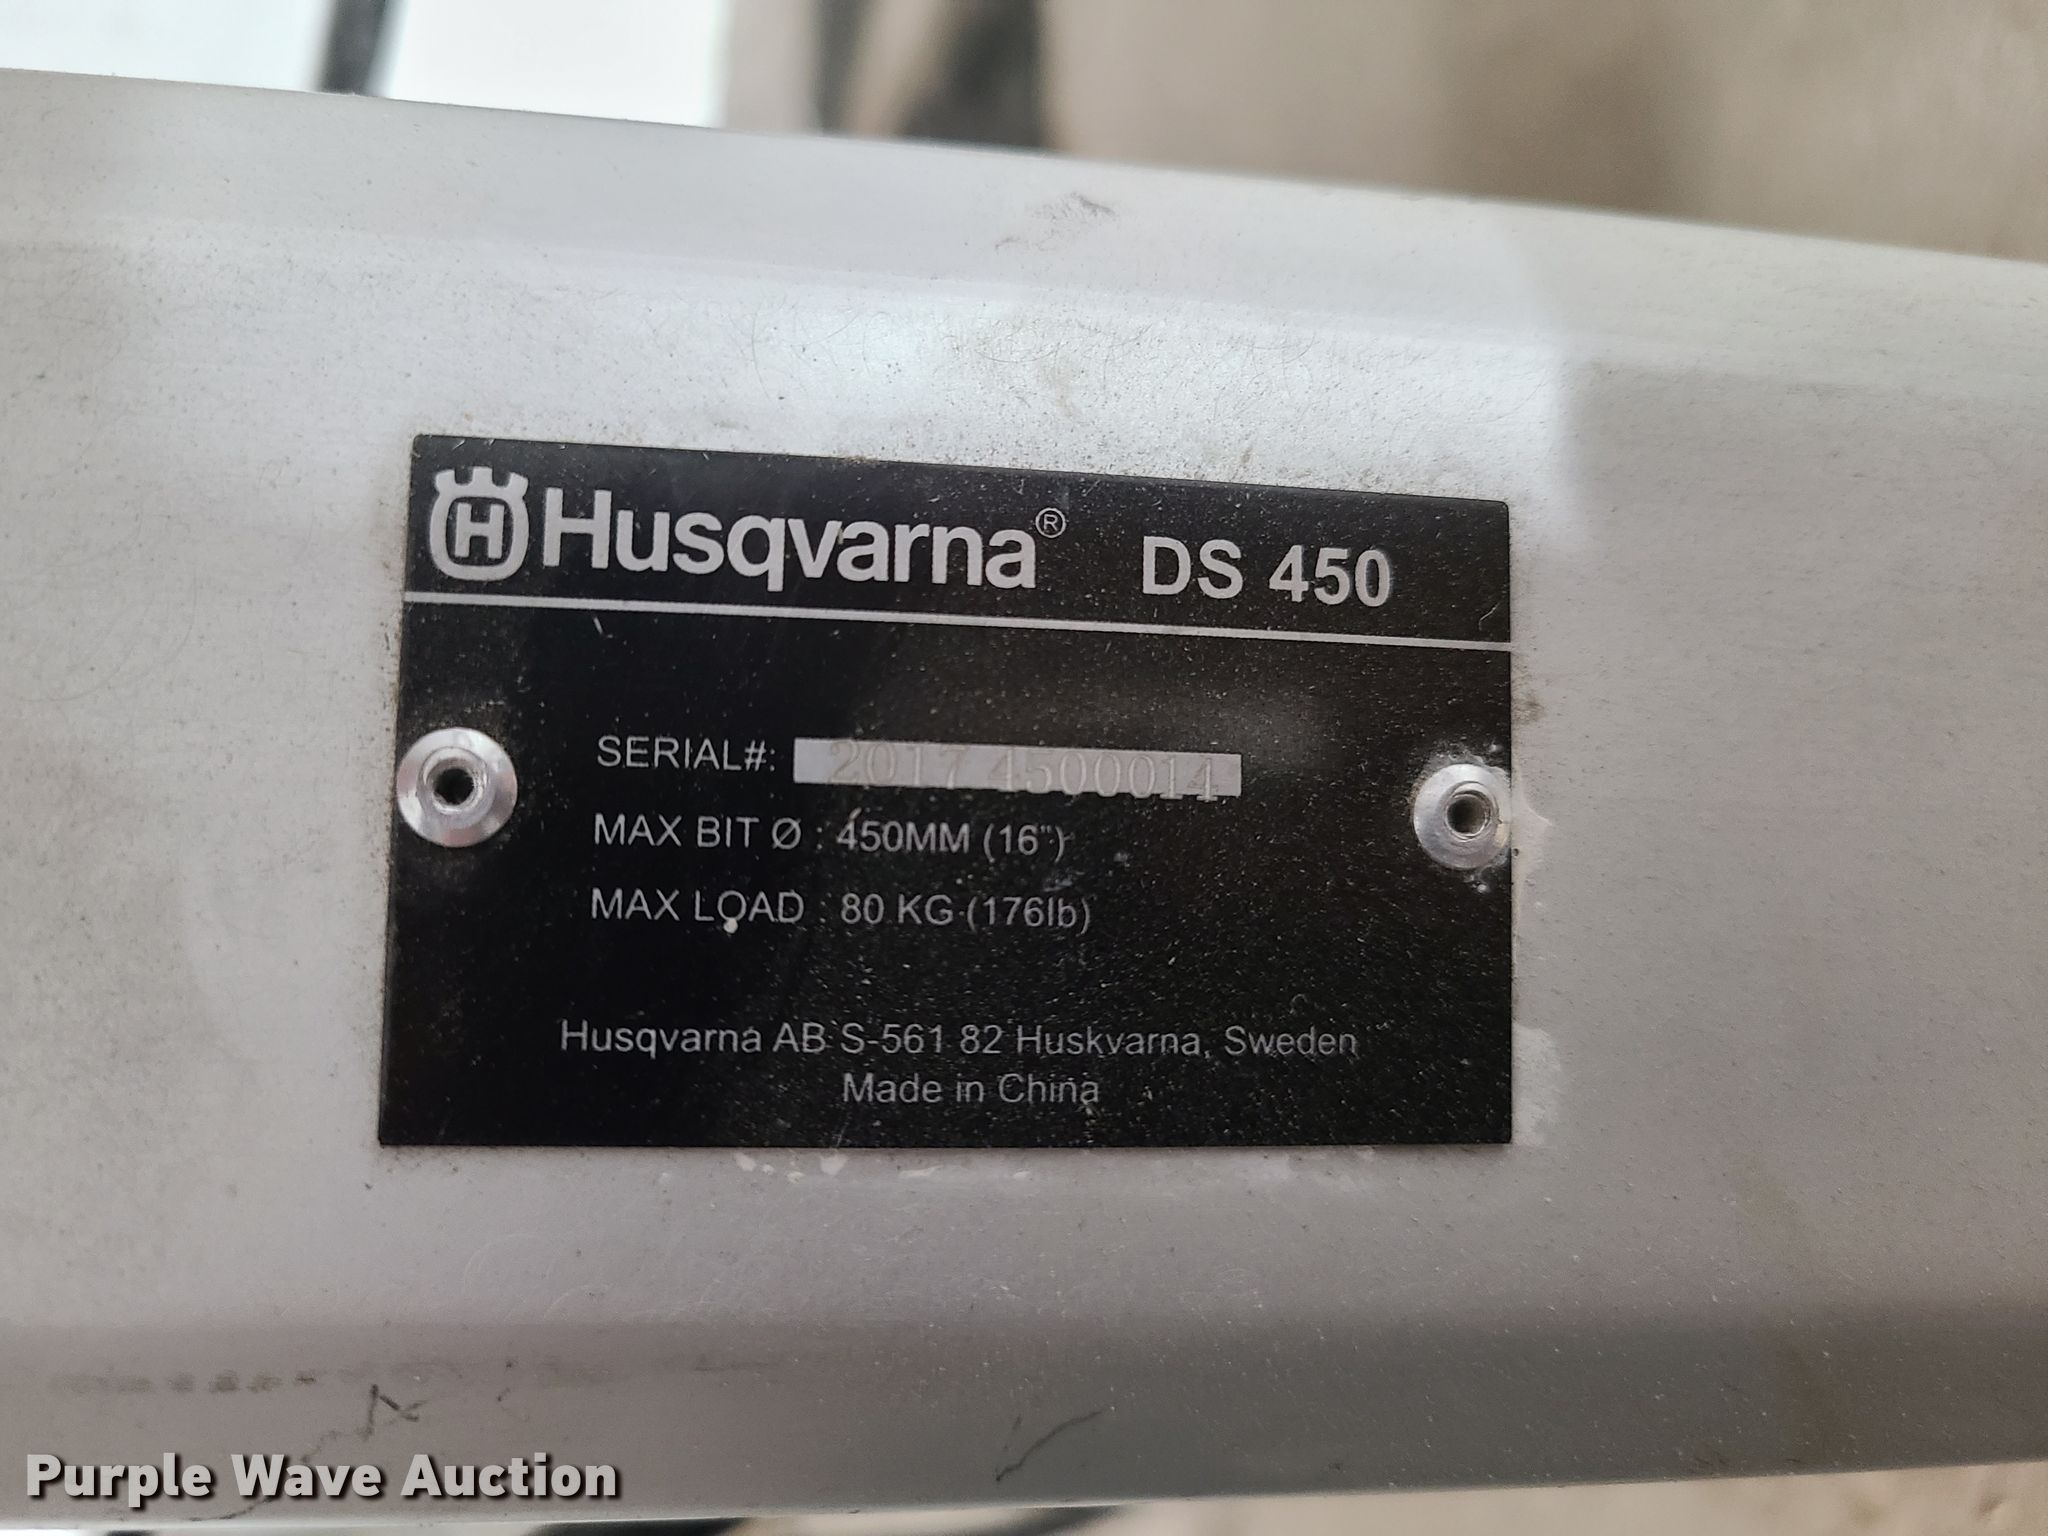 Husqvarna® DS 450
SERIAL#: 2017 4500014
MAX BIT Ø : 450MM (16")
MAX LOAD : 80 KG (176lb)
Husqvarna AB S-561 82 Huskvarna, Sweden
Made in China
Purple Wave Auction